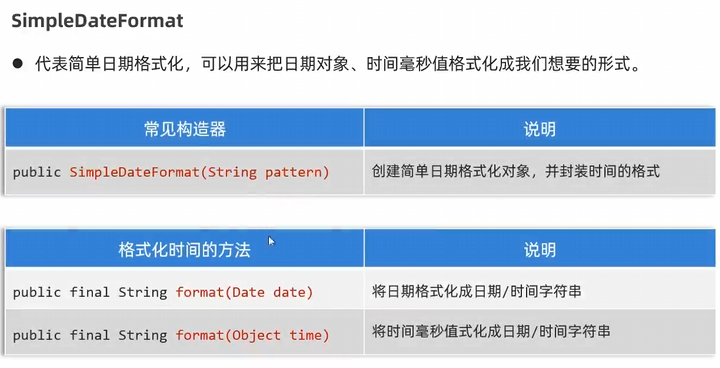 SimpleDateFormat
● 代表简单日期格式化，可以用来把日期对象、时间毫秒值格式化成我们想要的形式。
常见构造器 说明
public SimpleDateFormat(String pattern) 创建简单日期格式化对象，并封装时间的格式
格式化时间的方法 说明
public final String format(Date date) 将日期格式化成日期/时间字符串
public final String format(Object time) 将时间毫秒值式化成日期/时间字符串